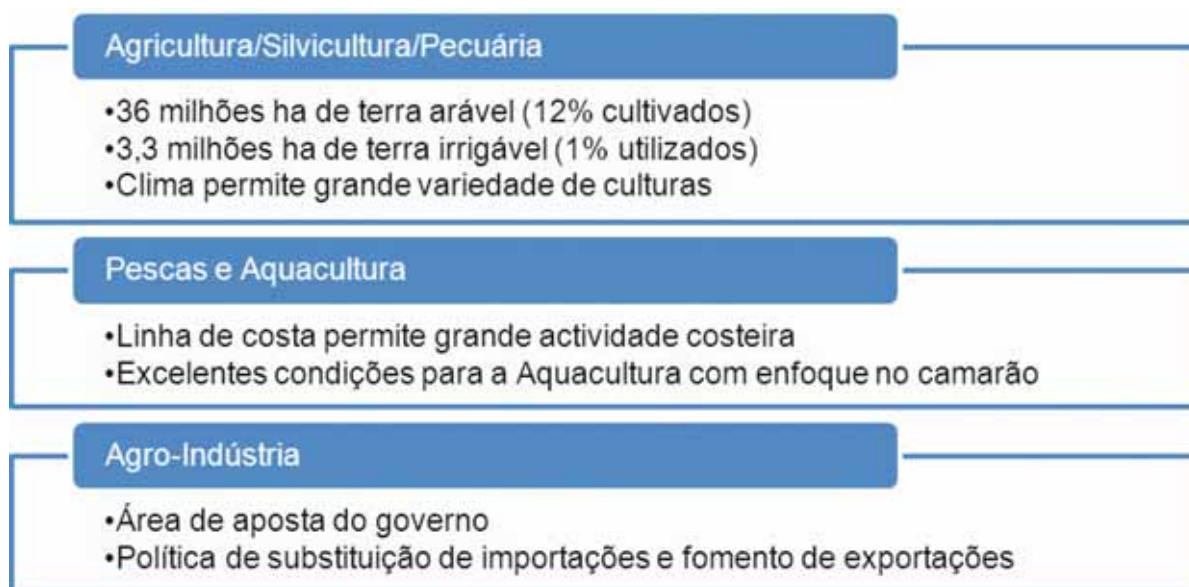 Agricultura/Silvicultura/Pecuária
•36 milhões ha de terra arável (12% cultivados)
•3,3 milhões ha de terra irrigável (1% utilizados)
•Clima permite grande variedade de culturas
Pescas e Aquacultura
•Linha de costa permite grande actividade costeira
•Excelentes condições para a Aquacultura com enfoque no camarão
Agro-Indústria
•Área de aposta do governo
•Política de substituição de importações e fomento de exportações